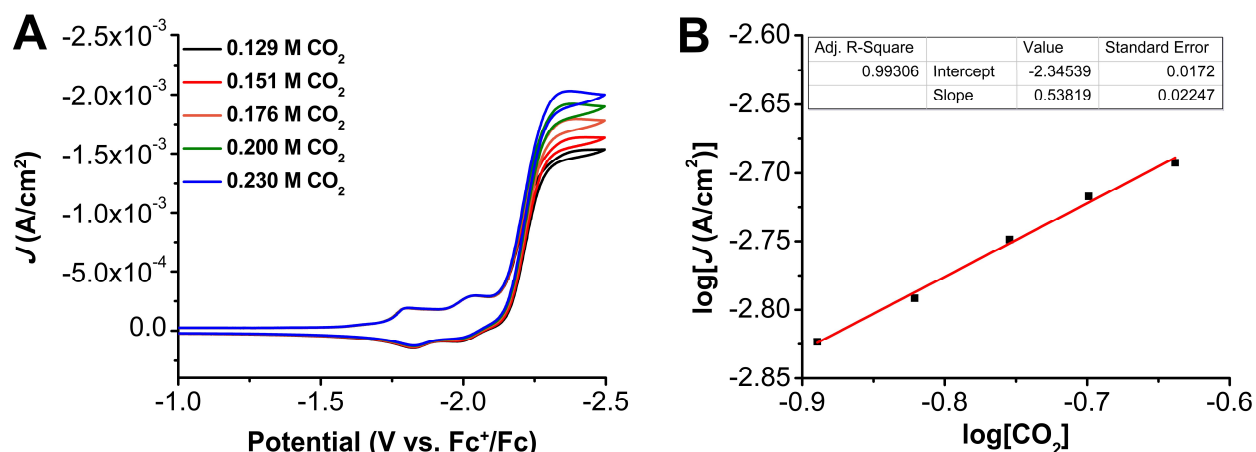 A
-2.5x10⁻³
-2.0x10⁻³
-1.5x10⁻³
-1.0x10⁻³
-5.0x10⁻⁴
0.0
J (A/cm²)
0.129 M CO₂
0.151 M CO₂
0.176 M CO₂
0.200 M CO₂
0.230 M CO₂
-1.0 -1.5 -2.0 -2.5
Potential (V vs. Fc⁺/Fc)
B
-2.60
-2.65
-2.70
-2.75
-2.80
-2.85
log[J (A/cm²)]
Adj. R-Square Value Standard Error
0.99306 Intercept -2.34539 0.0172
Slope 0.53819 0.02247
-0.9 -0.8 -0.7 -0.6
log[CO₂]